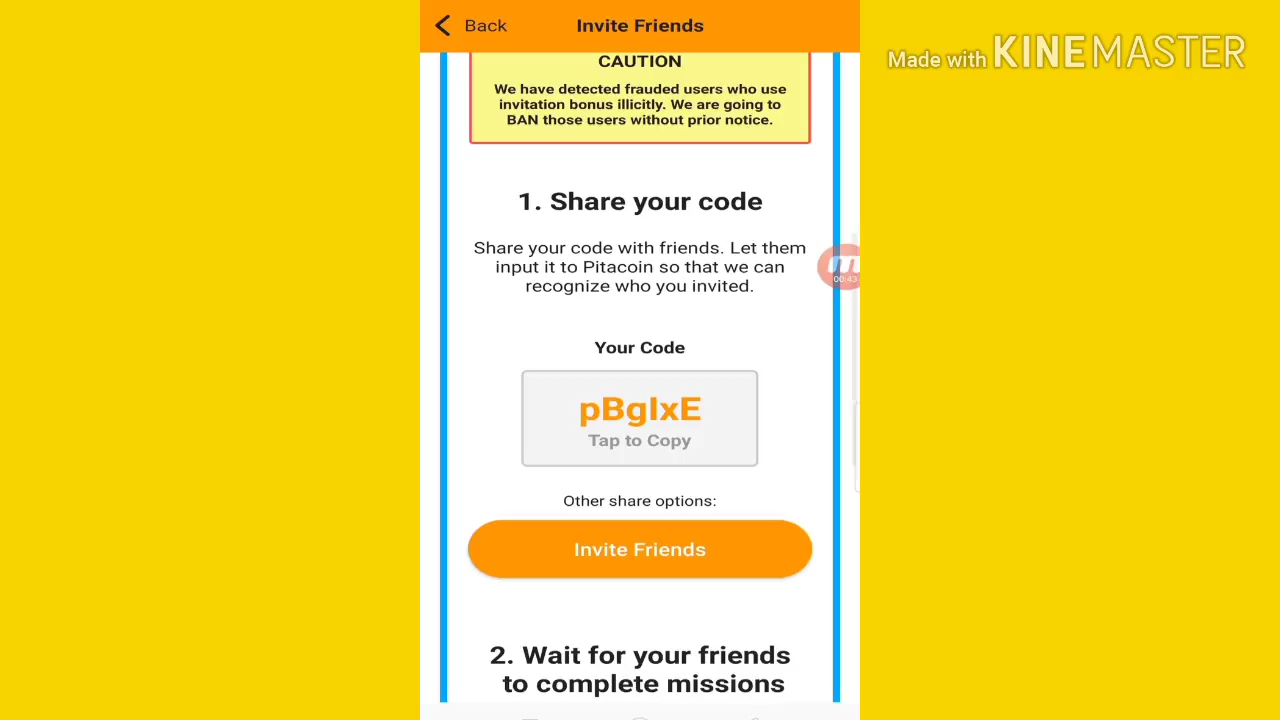 Back
Invite Friends
Made with KINEMASTER
CAUTION
We have detected frauded users who use
invitation bonus illicitly. We are going to
BAN those users without prior notice.
1. Share your code
Share your code with friends. Let them
input it to Pitacoin so that we can
recognize who you invited.
m
00:43
Your Code
pBgIxE
Tap to Copy
Other share options:
Invite Friends
2. Wait for your friends
to complete missions